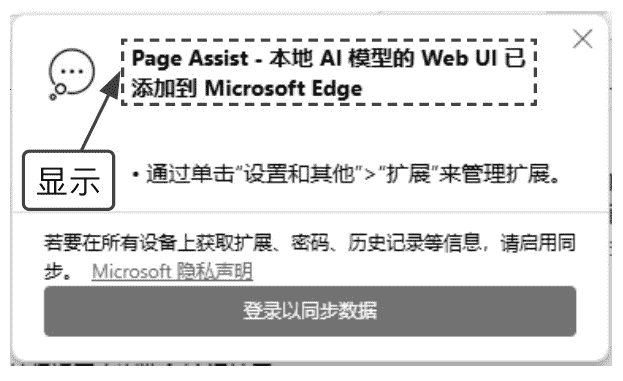 Page Assist - 本地 AI 模型的 Web UI 已
添加到 Microsoft Edge
显示
• 通过单击“设置和其他”>“扩展”来管理扩展。
若要在所有设备上获取扩展、密码、历史记录等信息，请启用同
步。 Microsoft 隐私声明
登录以同步数据